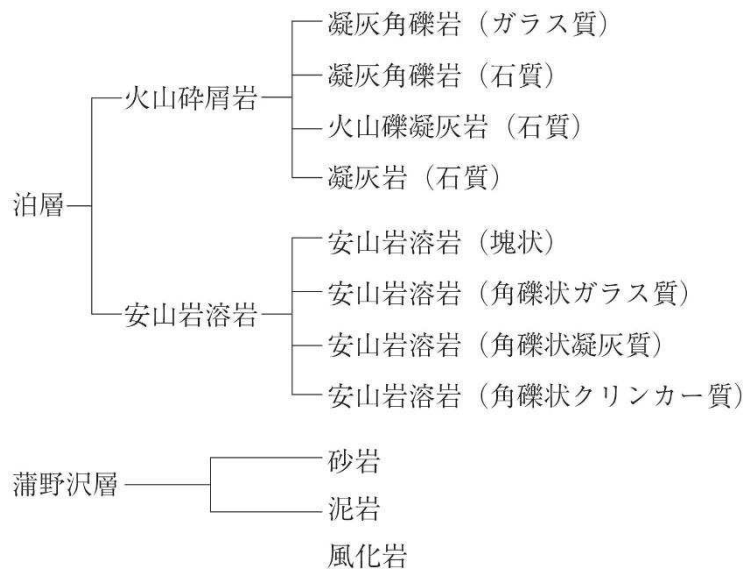 凝灰角礫岩（ガラス質）
凝灰角礫岩（石質）
火山砕屑岩
火山礫凝灰岩（石質）
凝灰岩（石質）
泊層
安山岩溶岩（塊状）
安山岩溶岩（角礫状ガラス質）
安山岩溶岩
安山岩溶岩（角礫状凝灰質）
安山岩溶岩（角礫状クリンカー質）
砂岩
蒲野沢層
泥岩
風化岩